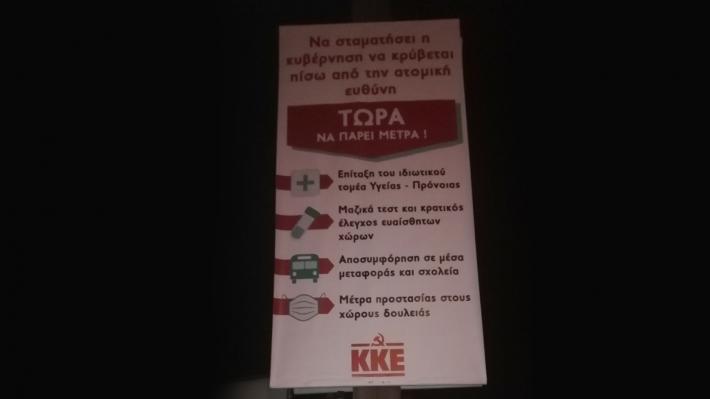 Να σταματήσει η
κυβέρνηση να κρύβεται
πίσω από την ατομική
ευθύνη
ΤΩΡΑ
ΝΑ ΠΑΡΕΙ ΜΕΤΡΑ !
Επίταξη του ιδιωτικού
τομέα Υγείας - Πρόνοιας
Μαζικά τεστ και κρατικός
έλεγχος ευαίσθητων
χώρων
Αποσυμφόρηση σε μέσα
μεταφοράς και σχολεία
Μέτρα προστασίας στους
χώρους δουλειάς
ΚΚΕ